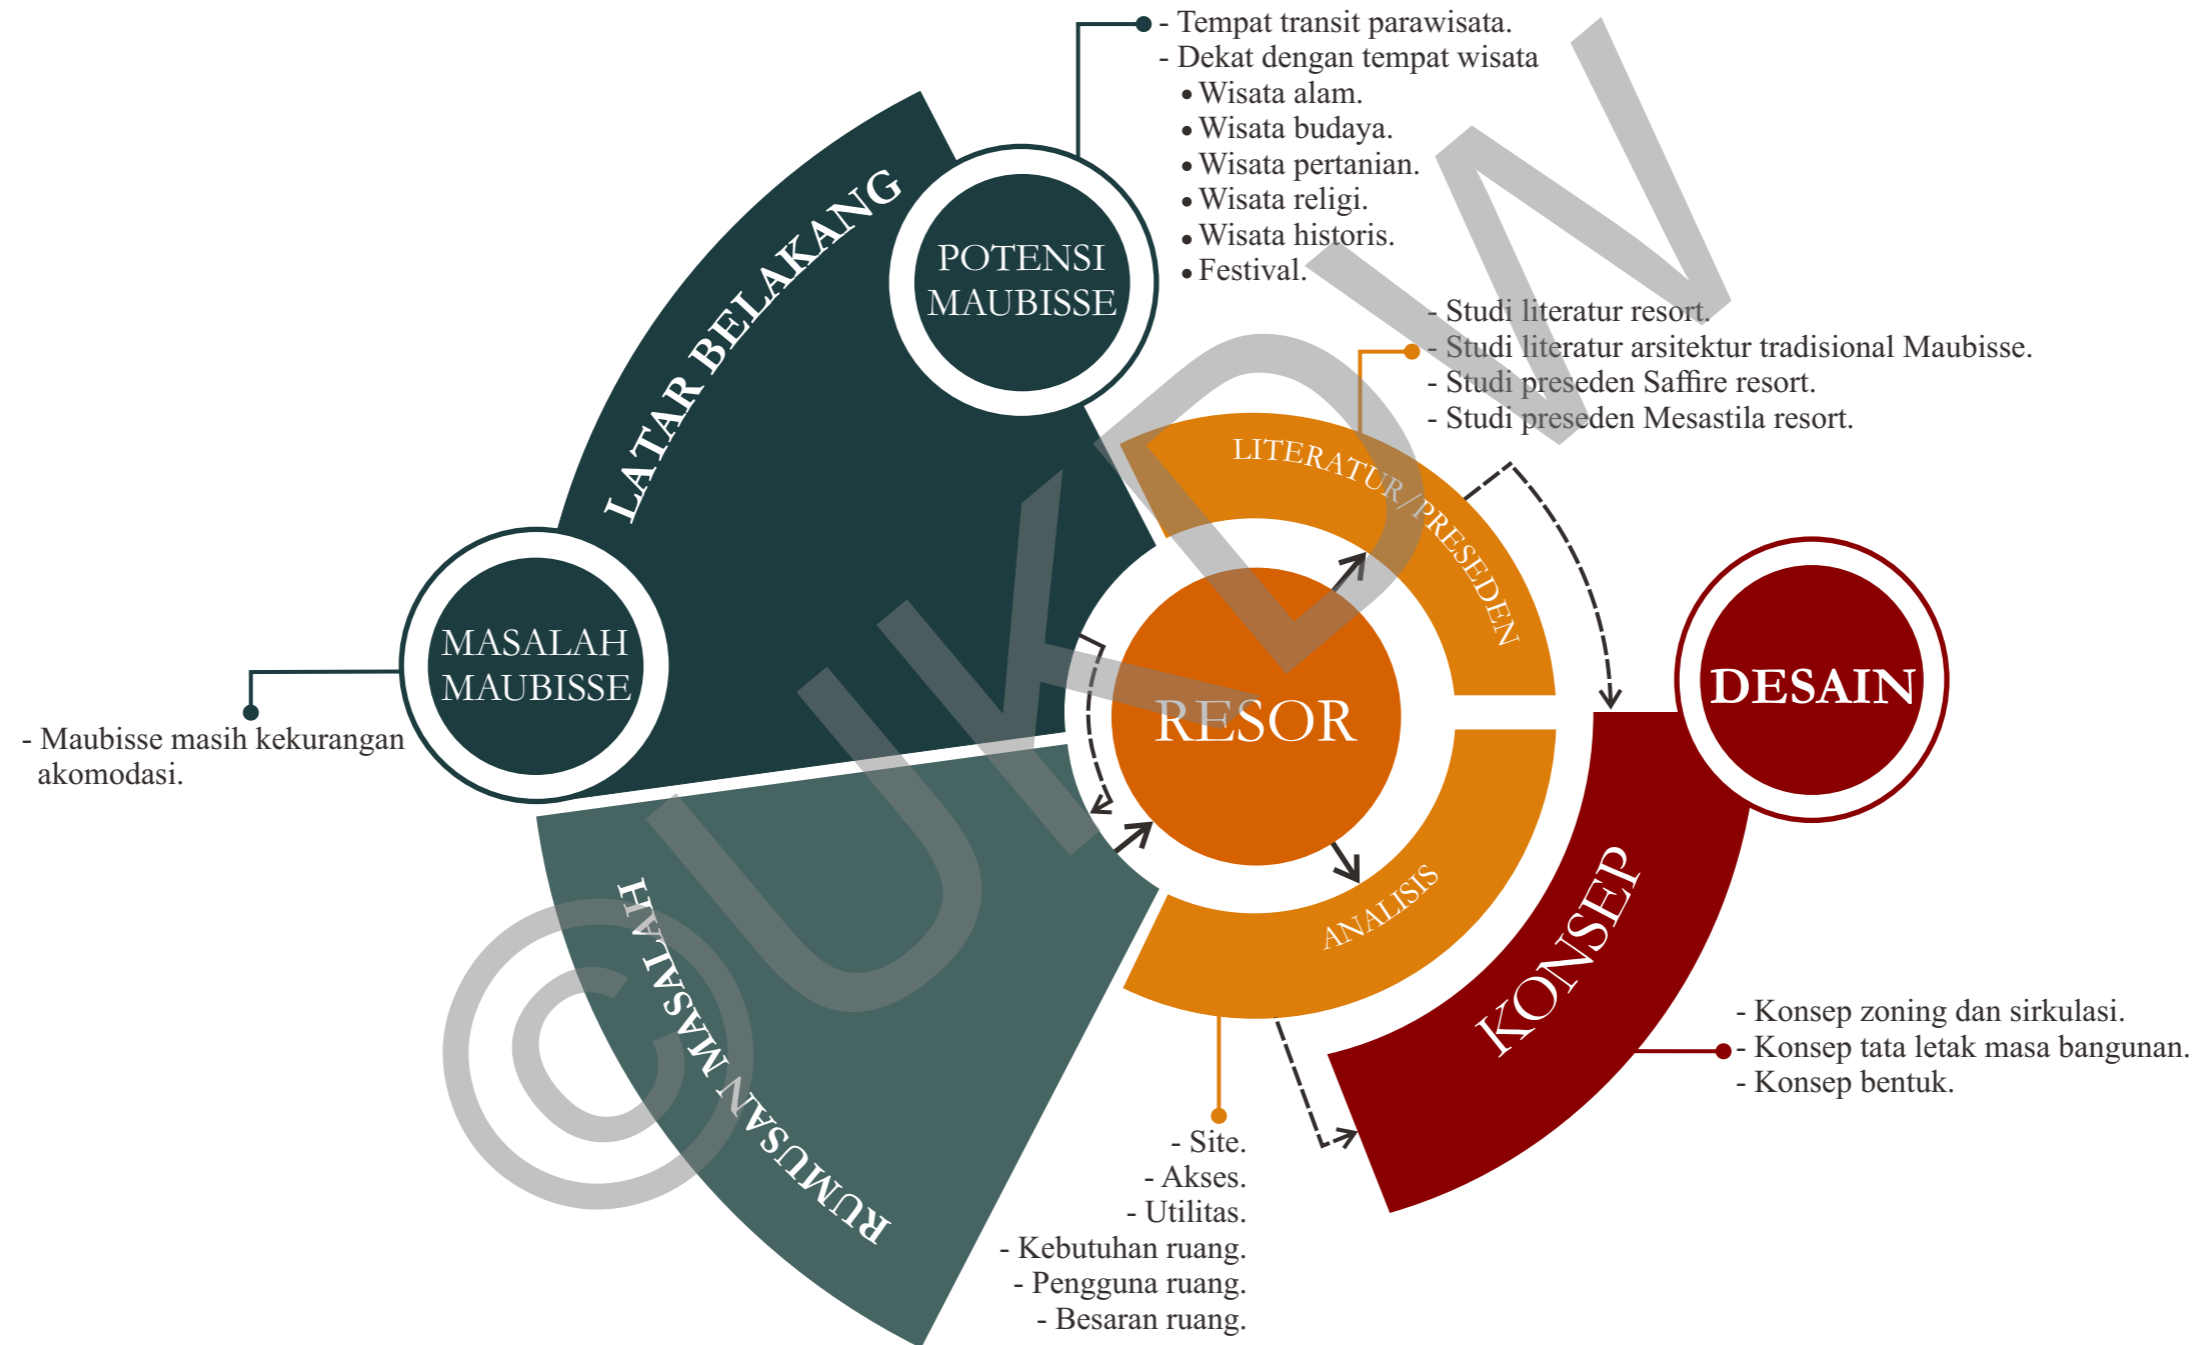 - Tempat transit parawisata.
- Dekat dengan tempat wisata
• Wisata alam.
• Wisata budaya.
• Wisata pertanian.
• Wisata religi.
• Wisata historis.
• Festival.
LATAR BELAKANG
POTENSI
MAUBISSE
- Studi literatur resort.
- Studi literatur arsitektur tradisional Maubisse.
- Studi preseden Saffire resort.
- Studi preseden Mesastila resort.
LITERATUR/PRESEDEN
MASALAH
MAUBISSE
- Maubisse masih kekurangan
akomodasi.
RESOR
DESAIN
RUMUSAN MASALAH
ANALISIS
KONSEP
- Konsep zoning dan sirkulasi.
- Konsep tata letak masa bangunan.
- Konsep bentuk.
- Site.
- Akses.
- Utilitas.
- Kebutuhan ruang.
- Pengguna ruang.
- Besaran ruang.
©UKDW